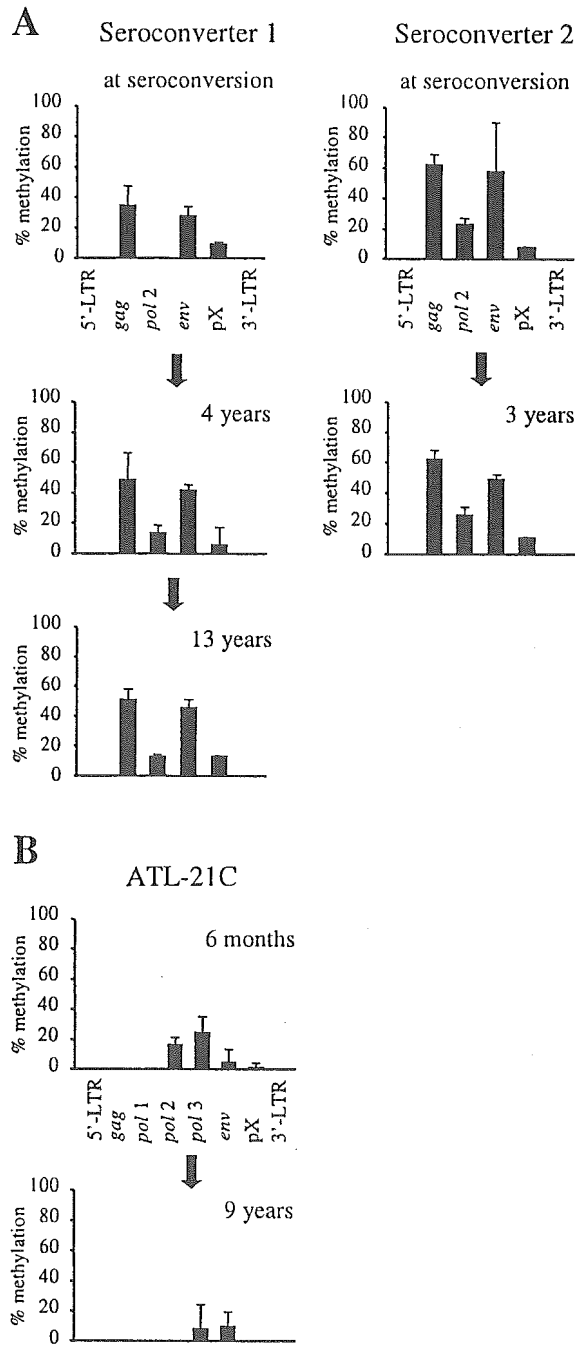 A
Seroconverter 1
at seroconversion
% methylation
100
80
60
40
20
0
5'-LTR
gag
pol 2
env
pX
3'-LTR
4 years
% methylation
100
80
60
40
20
0
13 years
% methylation
100
80
60
40
20
0
Seroconverter 2
at seroconversion
% methylation
100
80
60
40
20
0
5'-LTR
gag
pol 2
env
pX
3'-LTR
3 years
% methylation
100
80
60
40
20
0
B
ATL-21C
6 months
% methylation
100
80
60
40
20
0
5'-LTR
gag
pol 1
pol 2
pol 3
env
pX
3'-LTR
9 years
% methylation
100
80
60
40
20
0